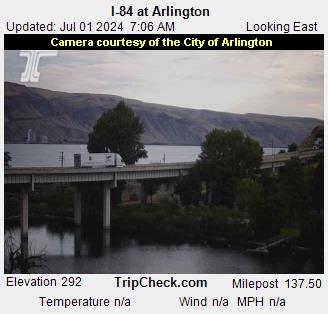 I-84 at Arlington
Updated: Jul 01 2024 7:06 AM Looking East
Camera courtesy of the City of Arlington
Elevation 292 TripCheck.com Milepost 137.50
Temperature n/a Wind n/a MPH n/a